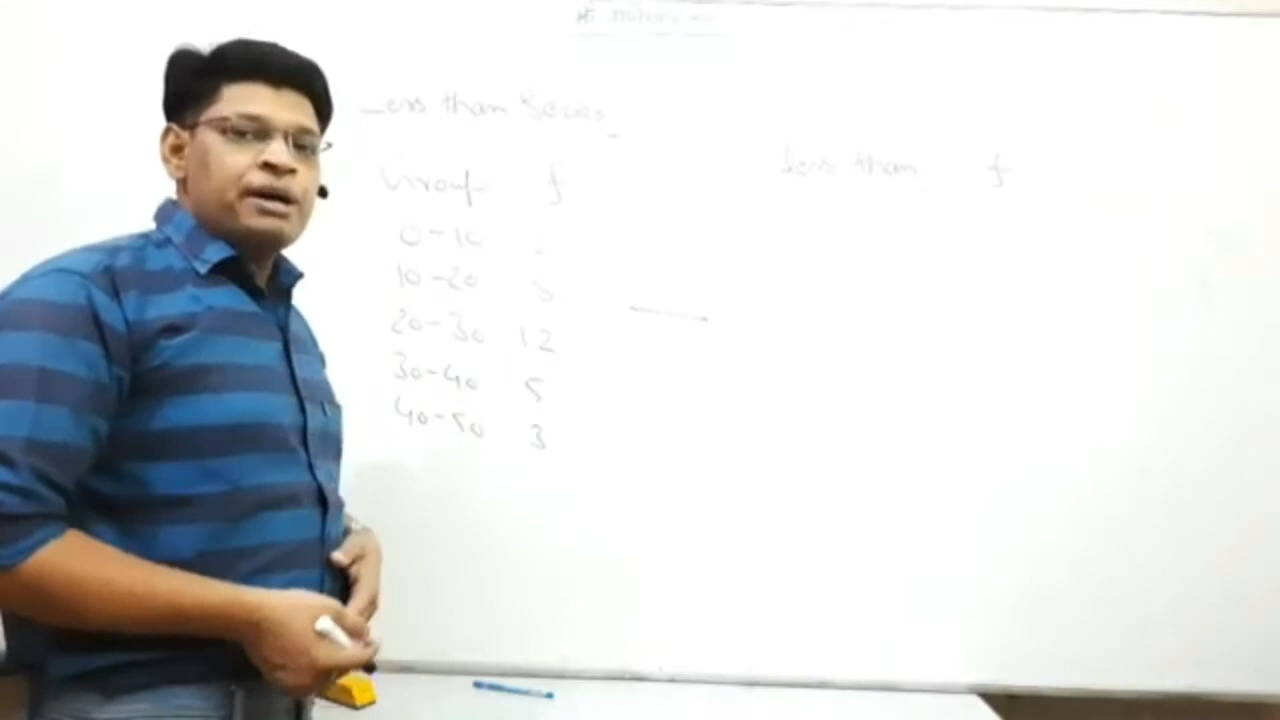 Less than Series
Group f
0-10
10-20
20-30 12
30-40 5
40-50 3
less than f